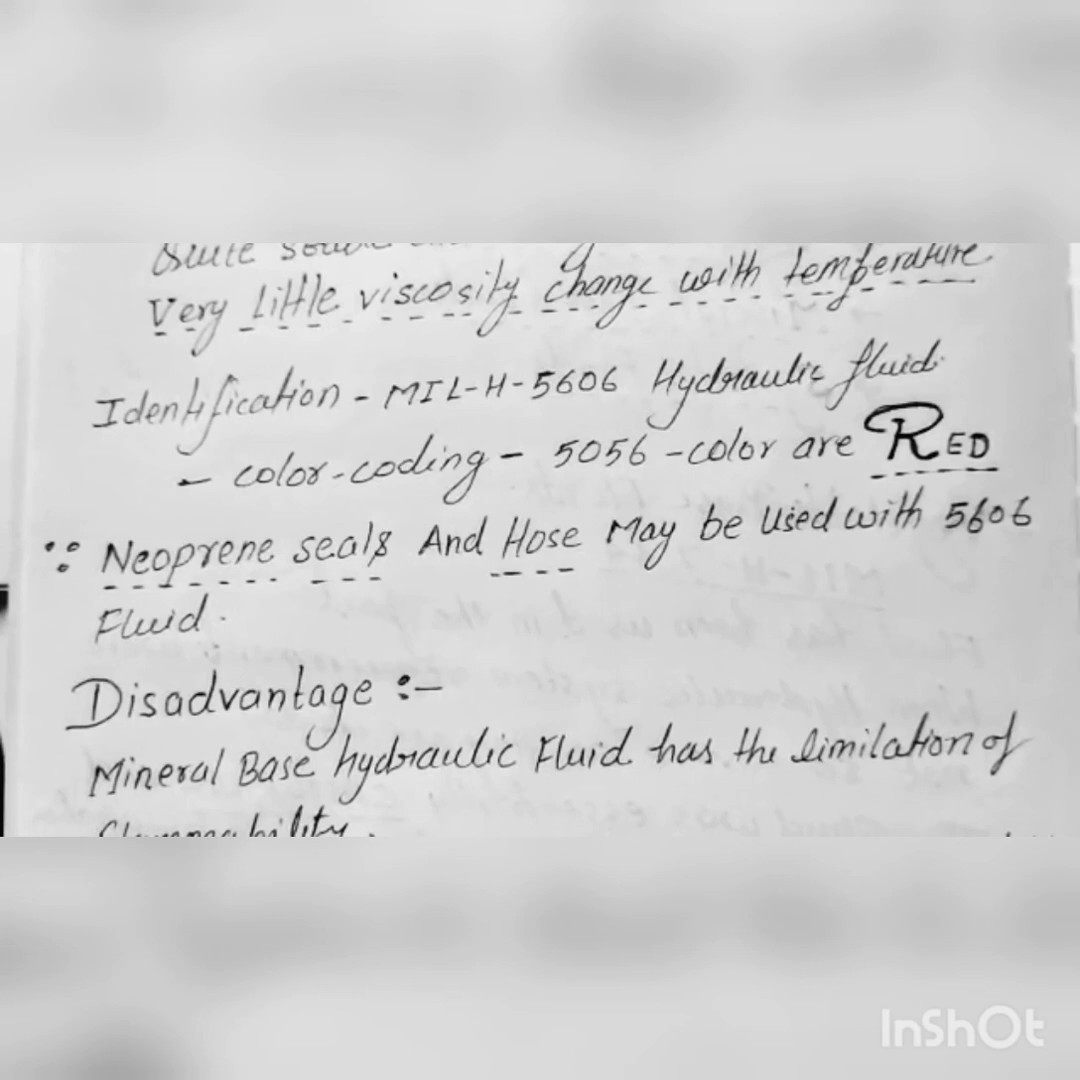 Very Little viscosity change with temperature
Identification - MIL-H-5606 Hydraulic fluid.
- color-coding - 5056 - color are RED
Neoprene seals And Hose May be Used with 5606
Fluid.
Disadvantage :-
Mineral Base hydraulic Fluid has the limilation of
InShOt